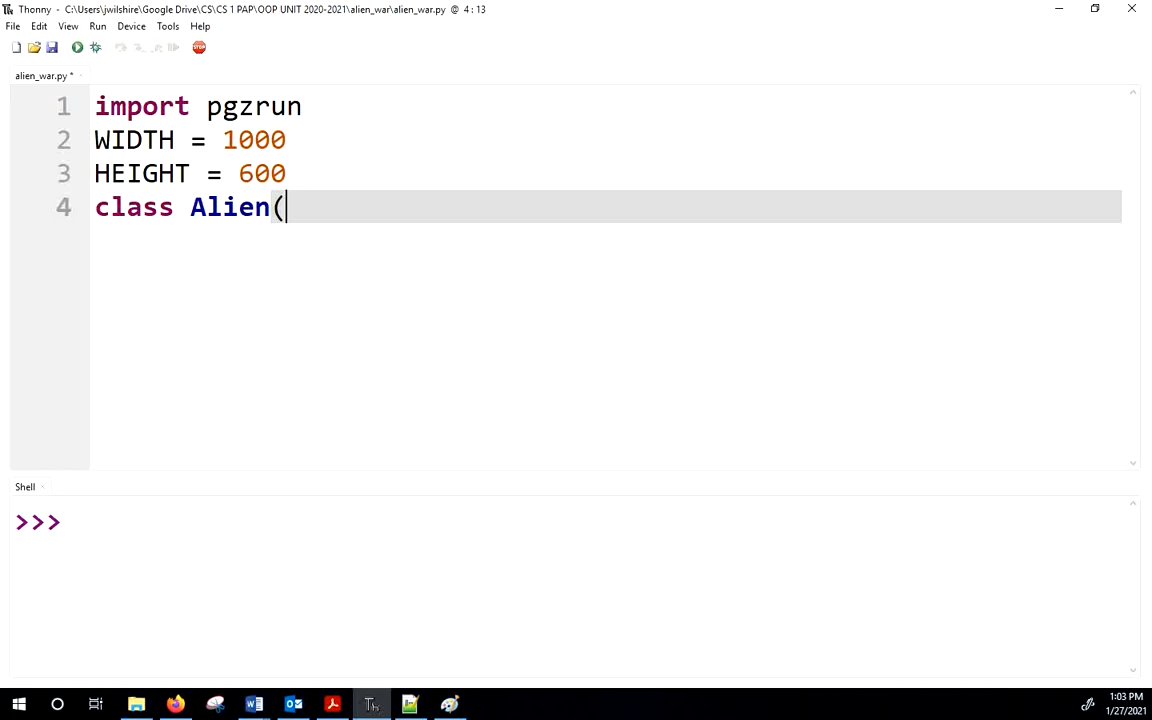 Thonny - C:\Users\jwilshire\Google Drive\CS\CS 1 PAP\OOP UNIT 2020-2021\alien_war\alien_war.py @ 4 : 13
File Edit View Run Device Tools Help
STOP
alien_war.py *
1 import pgzrun
2 WIDTH = 1000
3 HEIGHT = 600
4 class Alien(
Shell
>>>
1:03 PM
1/27/2021